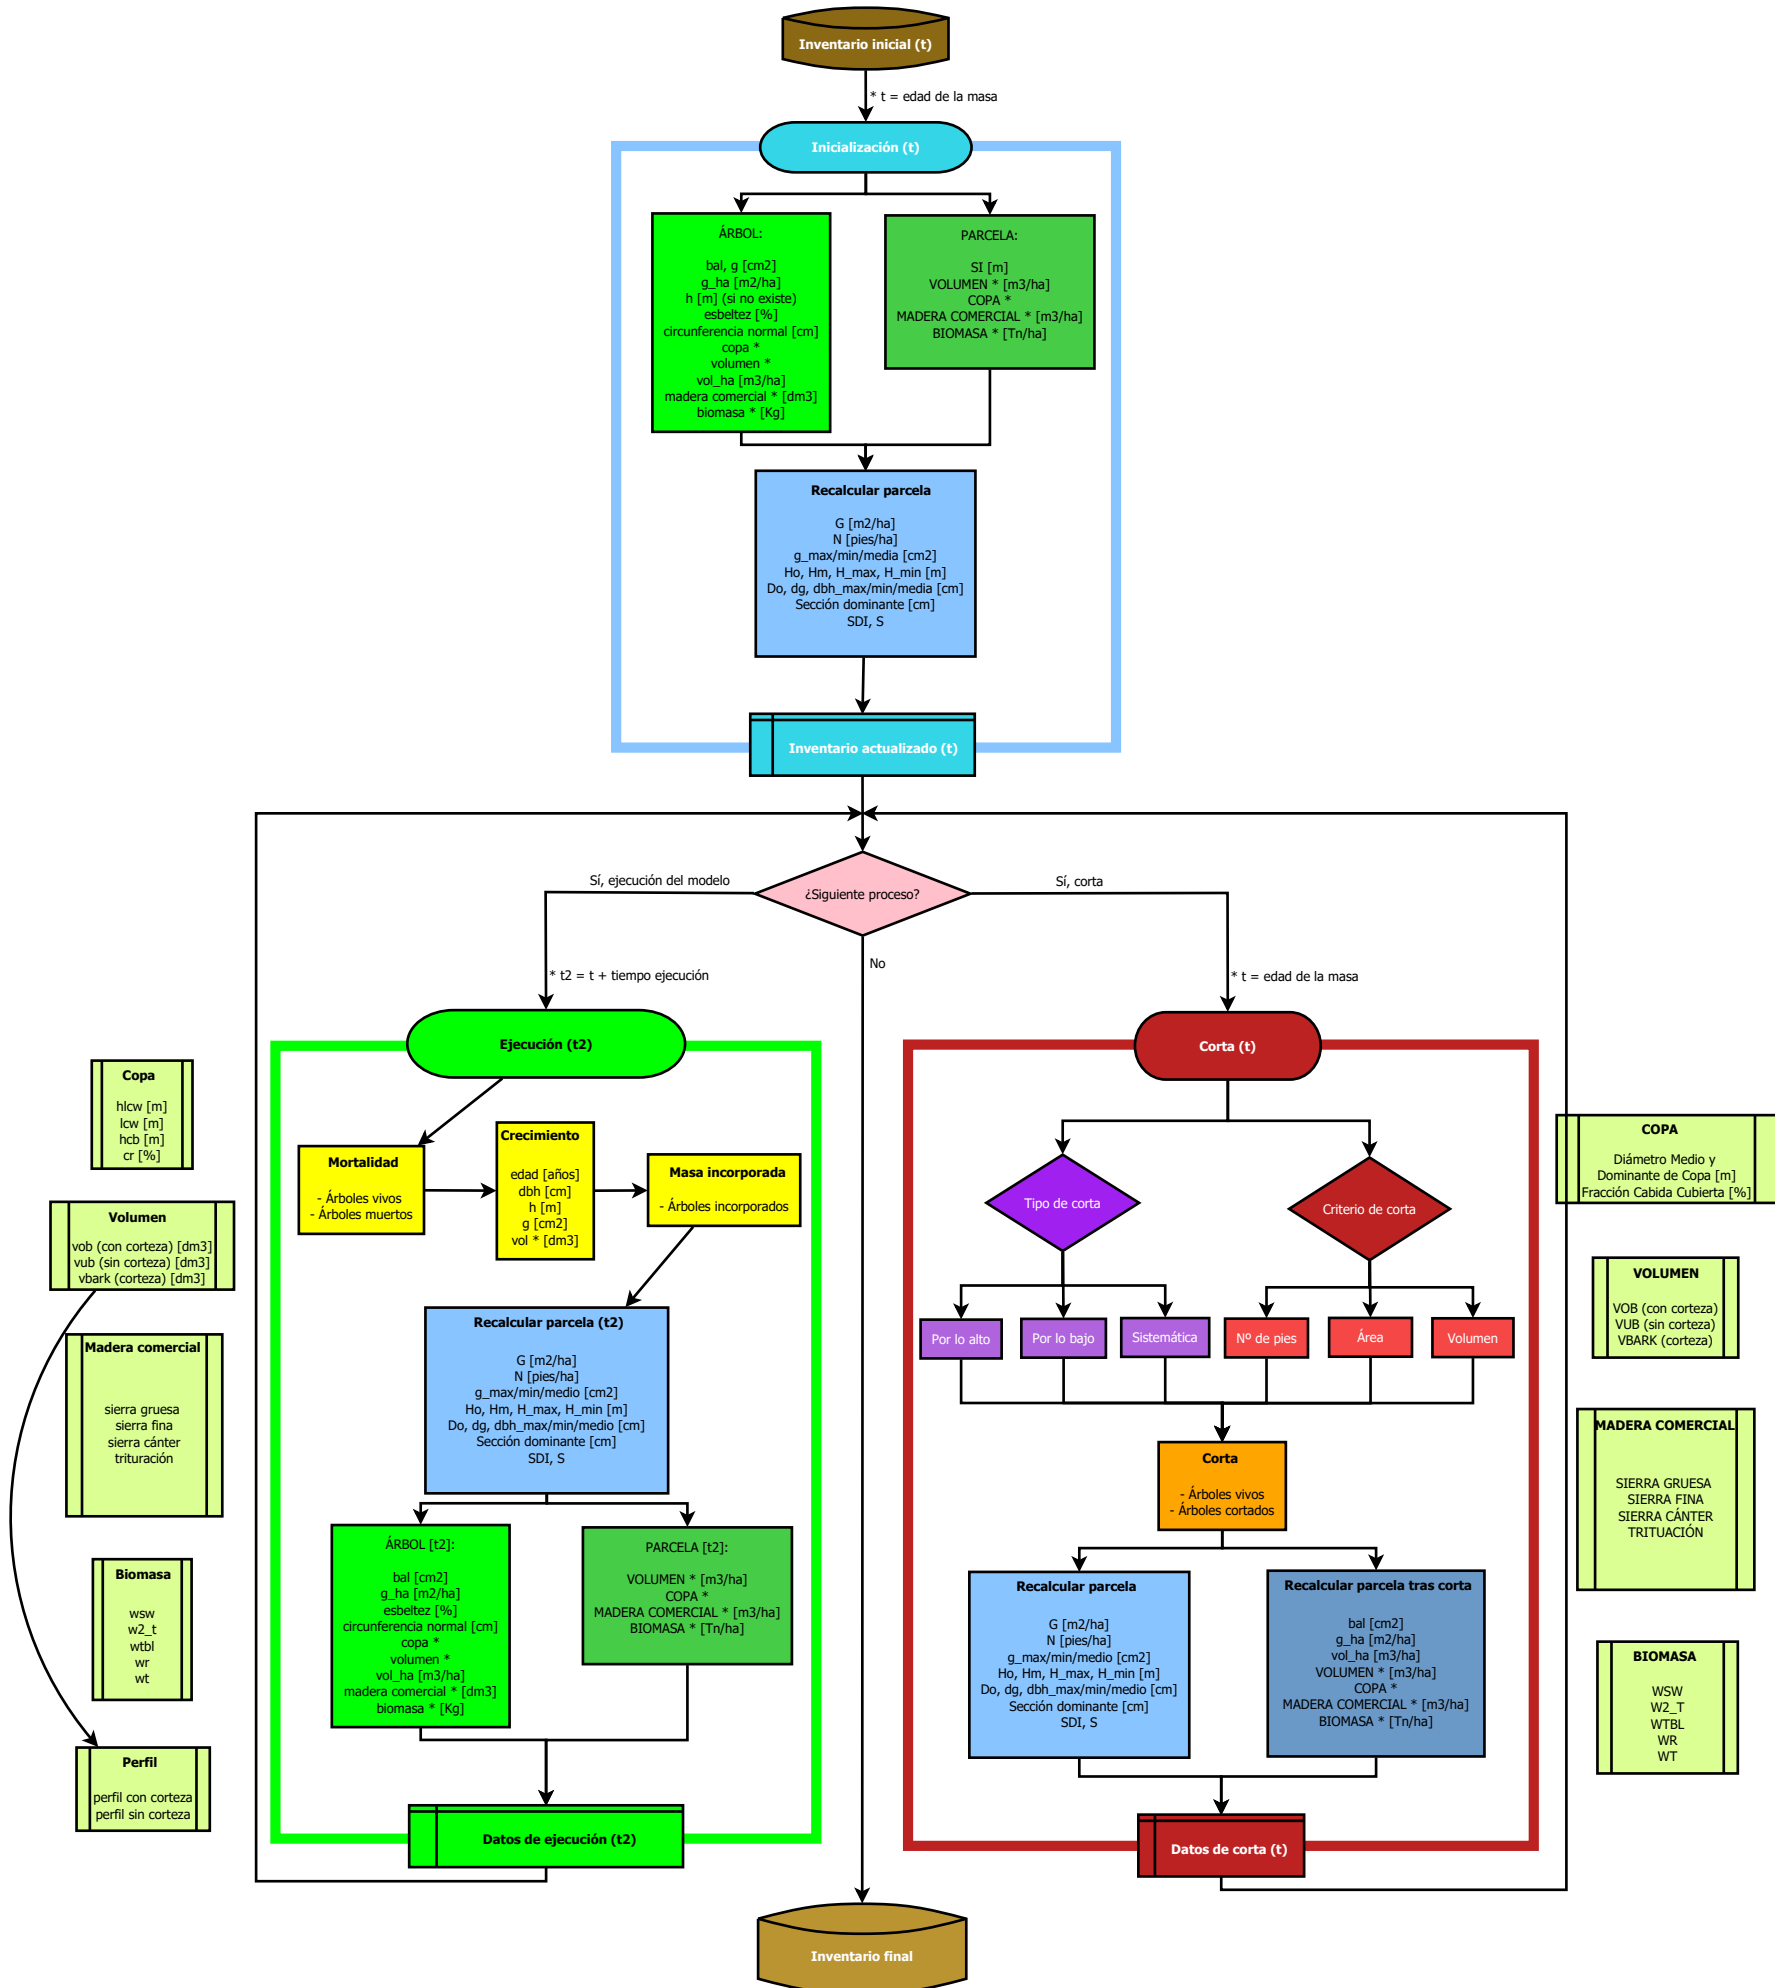 Inventario inicial (t)
* t = edad de la masa
Inicialización (t)
ÁRBOL:
bal, g [cm2]
g_ha [m2/ha]
h [m] (si no existe)
esbeltez [%]
circunferencia normal [cm]
copa *
volumen *
vol_ha [m3/ha]
madera comercial * [dm3]
biomasa * [Kg]
PARCELA:
SI [m]
VOLUMEN * [m3/ha]
COPA *
MADERA COMERCIAL * [m3/ha]
BIOMASA * [Tn/ha]
Recalcular parcela
G [m2/ha]
N [pies/ha]
g_max/min/media [cm2]
Ho, Hm, H_max, H_min [m]
Do, dg, dbh_max/min/media [cm]
Sección dominante [cm]
SDI, S
Inventario actualizado (t)
¿Siguiente proceso?
Sí, ejecución del modelo
Sí, corta
No
* t2 = t + tiempo ejecución
* t = edad de la masa
Copa
hlcw [m]
lcw [m]
hcb [m]
cr [%]
Volumen
vob (con corteza) [dm3]
vub (sin corteza) [dm3]
vbark (corteza) [dm3]
Madera comercial
sierra gruesa
sierra fina
sierra cánter
trituración
Biomasa
wsw
w2_t
wtbl
wr
wt
Perfil
perfil con corteza
perfil sin corteza
Ejecución (t2)
Mortalidad
- Árboles vivos
- Árboles muertos
Crecimiento
edad [años]
dbh [cm]
h [m]
g [cm2]
vol * [dm3]
Masa incorporada
- Árboles incorporados
Recalcular parcela (t2)
G [m2/ha]
N [pies/ha]
g_max/min/medio [cm2]
Ho, Hm, H_max, H_min [m]
Do, dg, dbh_max/min/medio [cm]
Sección dominante [cm]
SDI, S
ÁRBOL [t2]:
bal [cm2]
g_ha [m2/ha]
esbeltez [%]
circunferencia normal [cm]
copa *
volumen *
vol_ha [m3/ha]
madera comercial * [dm3]
biomasa * [Kg]
PARCELA [t2]:
VOLUMEN * [m3/ha]
COPA *
MADERA COMERCIAL * [m3/ha]
BIOMASA * [Tn/ha]
Datos de ejecución (t2)
Corta (t)
Tipo de corta
Criterio de corta
Por lo alto
Por lo bajo
Sistemática
Nº de pies
Área
Volumen
Corta
- Árboles vivos
- Árboles cortados
Recalcular parcela
G [m2/ha]
N [pies/ha]
g_max/min/medio [cm2]
Ho, Hm, H_max, H_min [m]
Do, dg, dbh_max/min/medio [cm]
Sección dominante [cm]
SDI, S
Recalcular parcela tras corta
bal [cm2]
g_ha [m2/ha]
vol_ha [m3/ha]
VOLUMEN * [m3/ha]
COPA *
MADERA COMERCIAL * [m3/ha]
BIOMASA * [Tn/ha]
Datos de corta (t)
COPA
Diámetro Medio y
Dominante de Copa [m]
Fracción Cabida Cubierta [%]
VOLUMEN
VOB (con corteza)
VUB (sin corteza)
VBARK (corteza)
MADERA COMERCIAL
SIERRA GRUESA
SIERRA FINA
SIERRA CÁNTER
TRITUACIÓN
BIOMASA
WSW
W2_T
WTBL
WR
WT
Inventario final